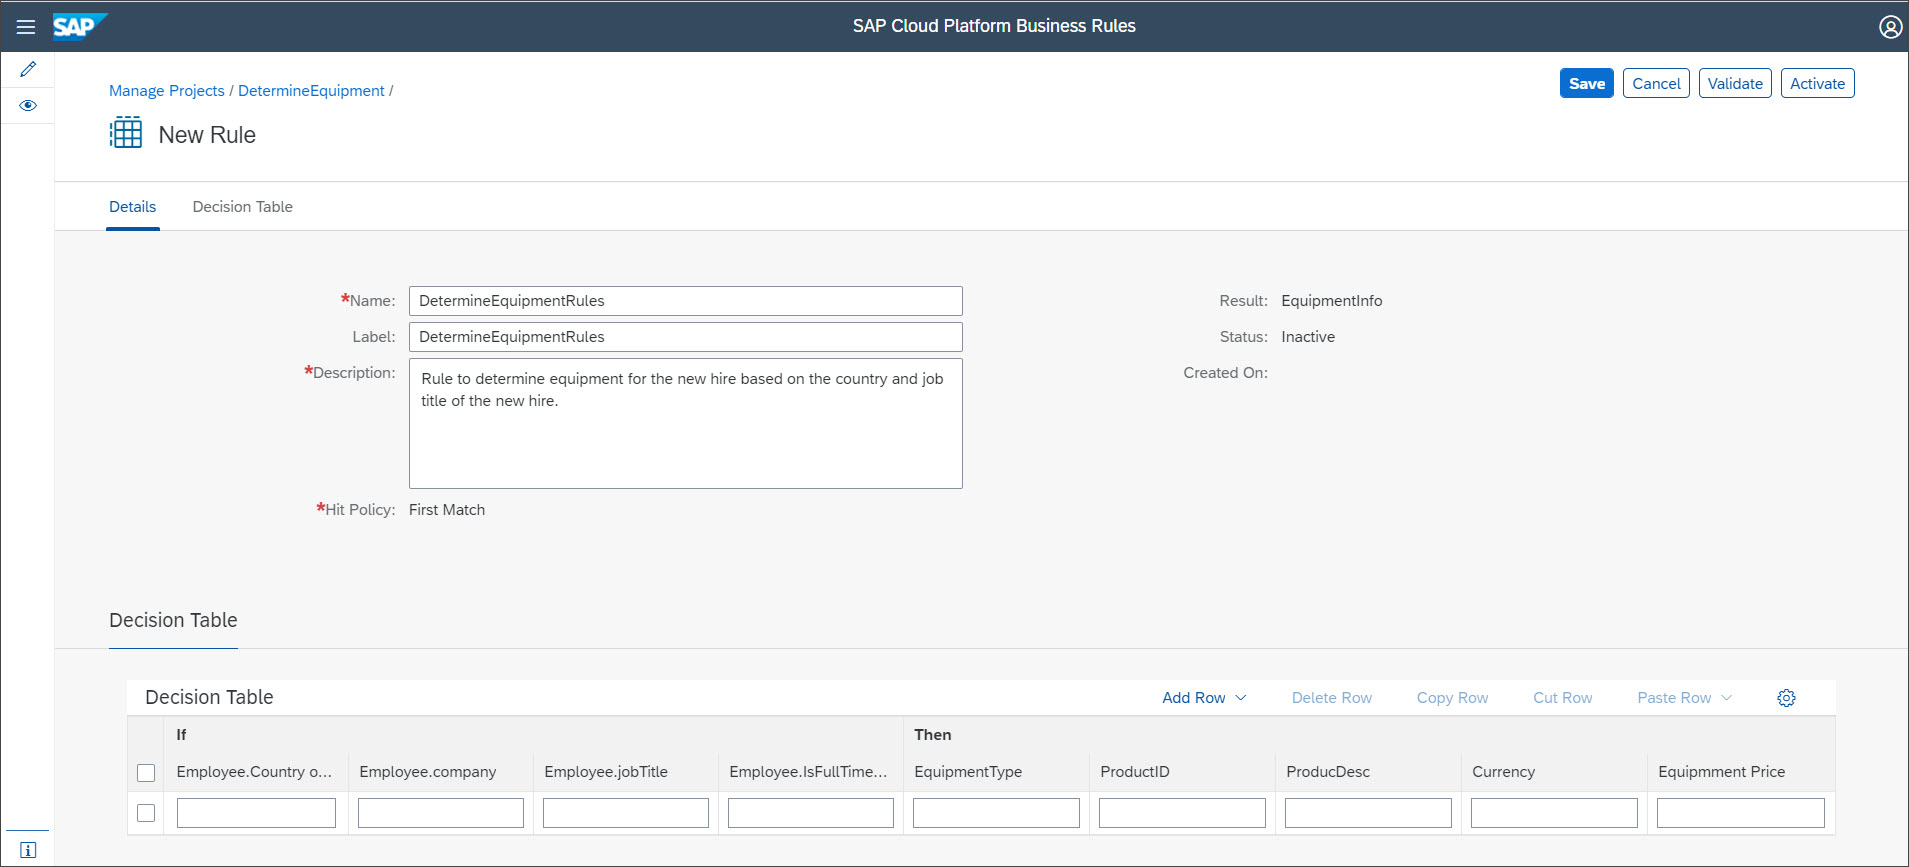 SAP
SAP Cloud Platform Business Rules
Manage Projects / DetermineEquipment /
Save Cancel Validate Activate
New Rule
Details Decision Table
*Name: DetermineEquipmentRules
Label: DetermineEquipmentRules
*Description: Rule to determine equipment for the new hire based on the country and job
title of the new hire.
*Hit Policy: First Match
Result: EquipmentInfo
Status: Inactive
Created On:
Decision Table
Decision Table Add Row Delete Row Copy Row Cut Row Paste Row
If Then
Employee.Country o... Employee.company Employee.jobTitle Employee.IsFullTime... EquipmentType ProductID ProducDesc Currency Equipmment Price